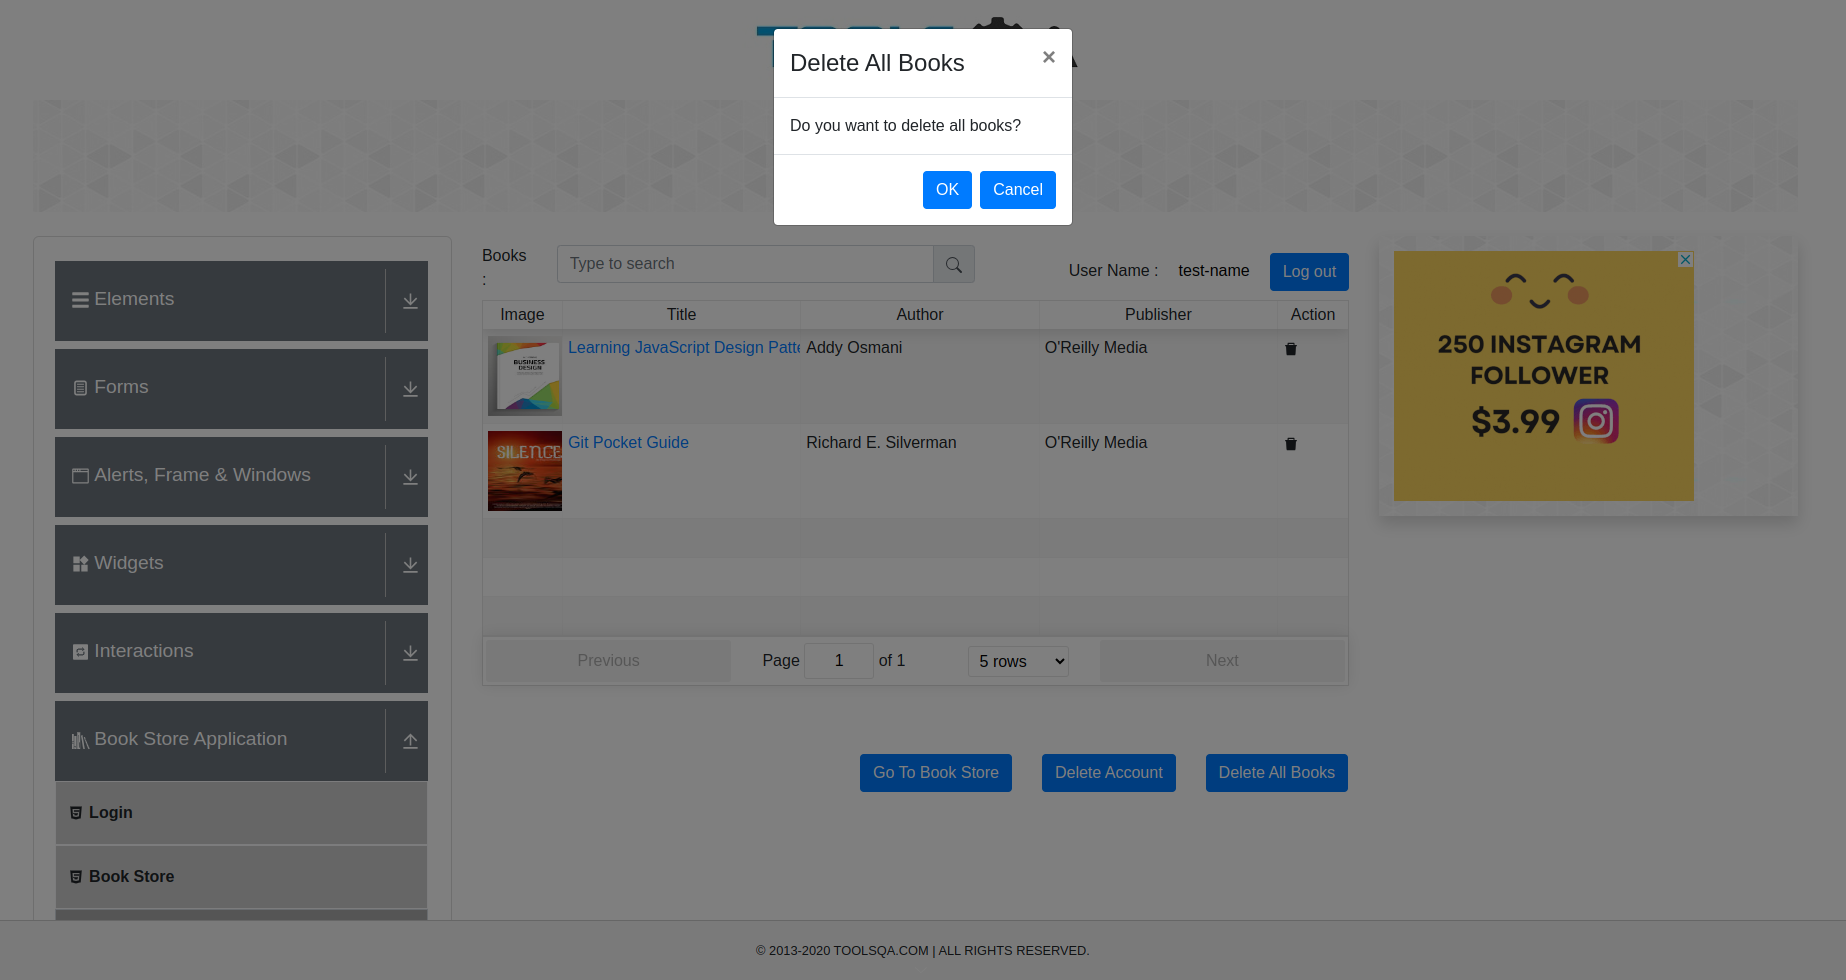 Delete All Books
×
Do you want to delete all books?
OK
Cancel
Elements
Forms
Alerts, Frame & Windows
Widgets
Interactions
Book Store Application
Login
Book Store
Books
:
Type to search
User Name :
test-name
Log out
Image
Title
Author
Publisher
Action
BUSINESS
DESIGN
Learning JavaScript Design Patte
Addy Osmani
O'Reilly Media
SILENCE
Git Pocket Guide
Richard E. Silverman
O'Reilly Media
Previous
Page
1
of 1
5 rows
Next
Go To Book Store
Delete Account
Delete All Books
250 INSTAGRAM
FOLLOWER
$3.99
© 2013-2020 TOOLSQA.COM | ALL RIGHTS RESERVED.